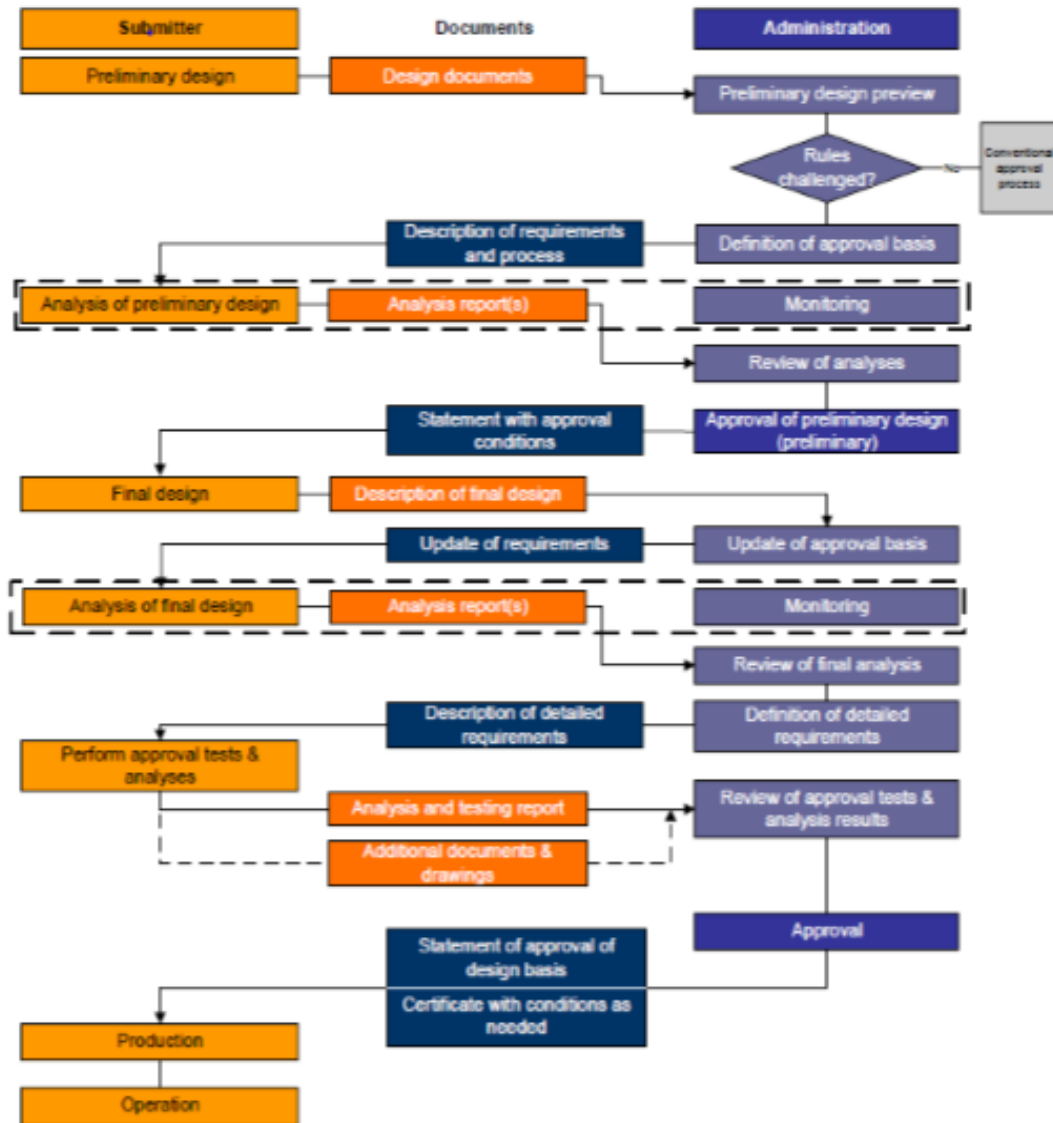 Submitter
Documents
Administration
Preliminary design
Design documents
Preliminary design preview
Rules
challenged?
No
Conventional
approval
process
Description of requirements
and process
Definition of approval basis
Analysis of preliminary design
Analysis report(s)
Monitoring
Review of analyses
Statement with approval
conditions
Approval of preliminary design
(preliminary)
Final design
Description of final design
Update of requirements
Update of approval basis
Analysis of final design
Analysis report(s)
Monitoring
Review of final analysis
Description of detailed
requirements
Definition of detailed
requirements
Perform approval tests &
analyses
Analysis and testing report
Review of approval tests &
analysis results
Additional documents &
drawings
Approval
Statement of approval of
design basis
Certificate with conditions as
needed
Production
Operation